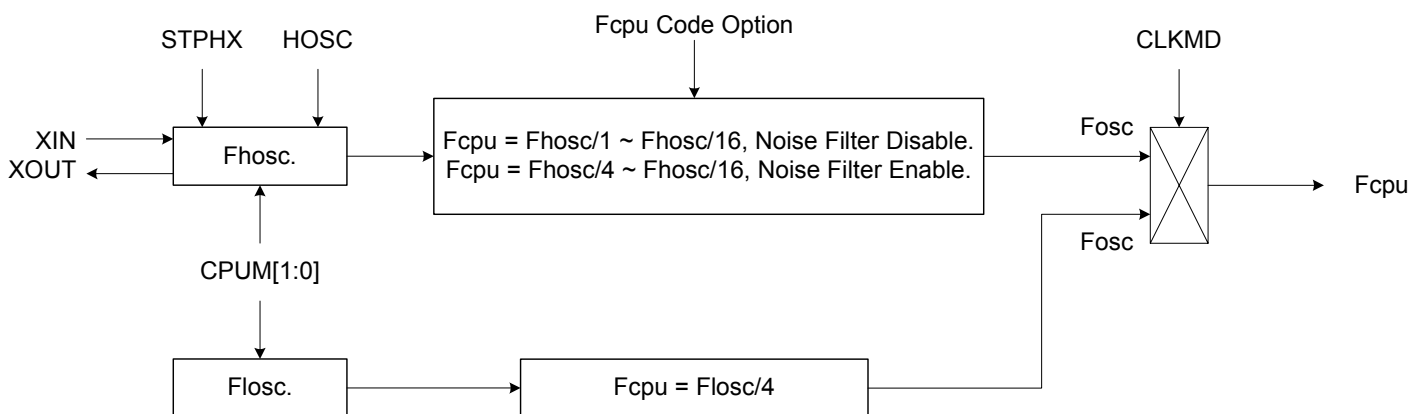 Fcpu Code Option
STPHX
HOSC
CLKMD
XIN
XOUT
Fhosc.
Fcpu = Fhosc/1 ~ Fhosc/16, Noise Filter Disable.
Fcpu = Fhosc/4 ~ Fhosc/16, Noise Filter Enable.
Fosc
Fosc
Fcpu
CPUM[1:0]
Flosc.
Fcpu = Flosc/4